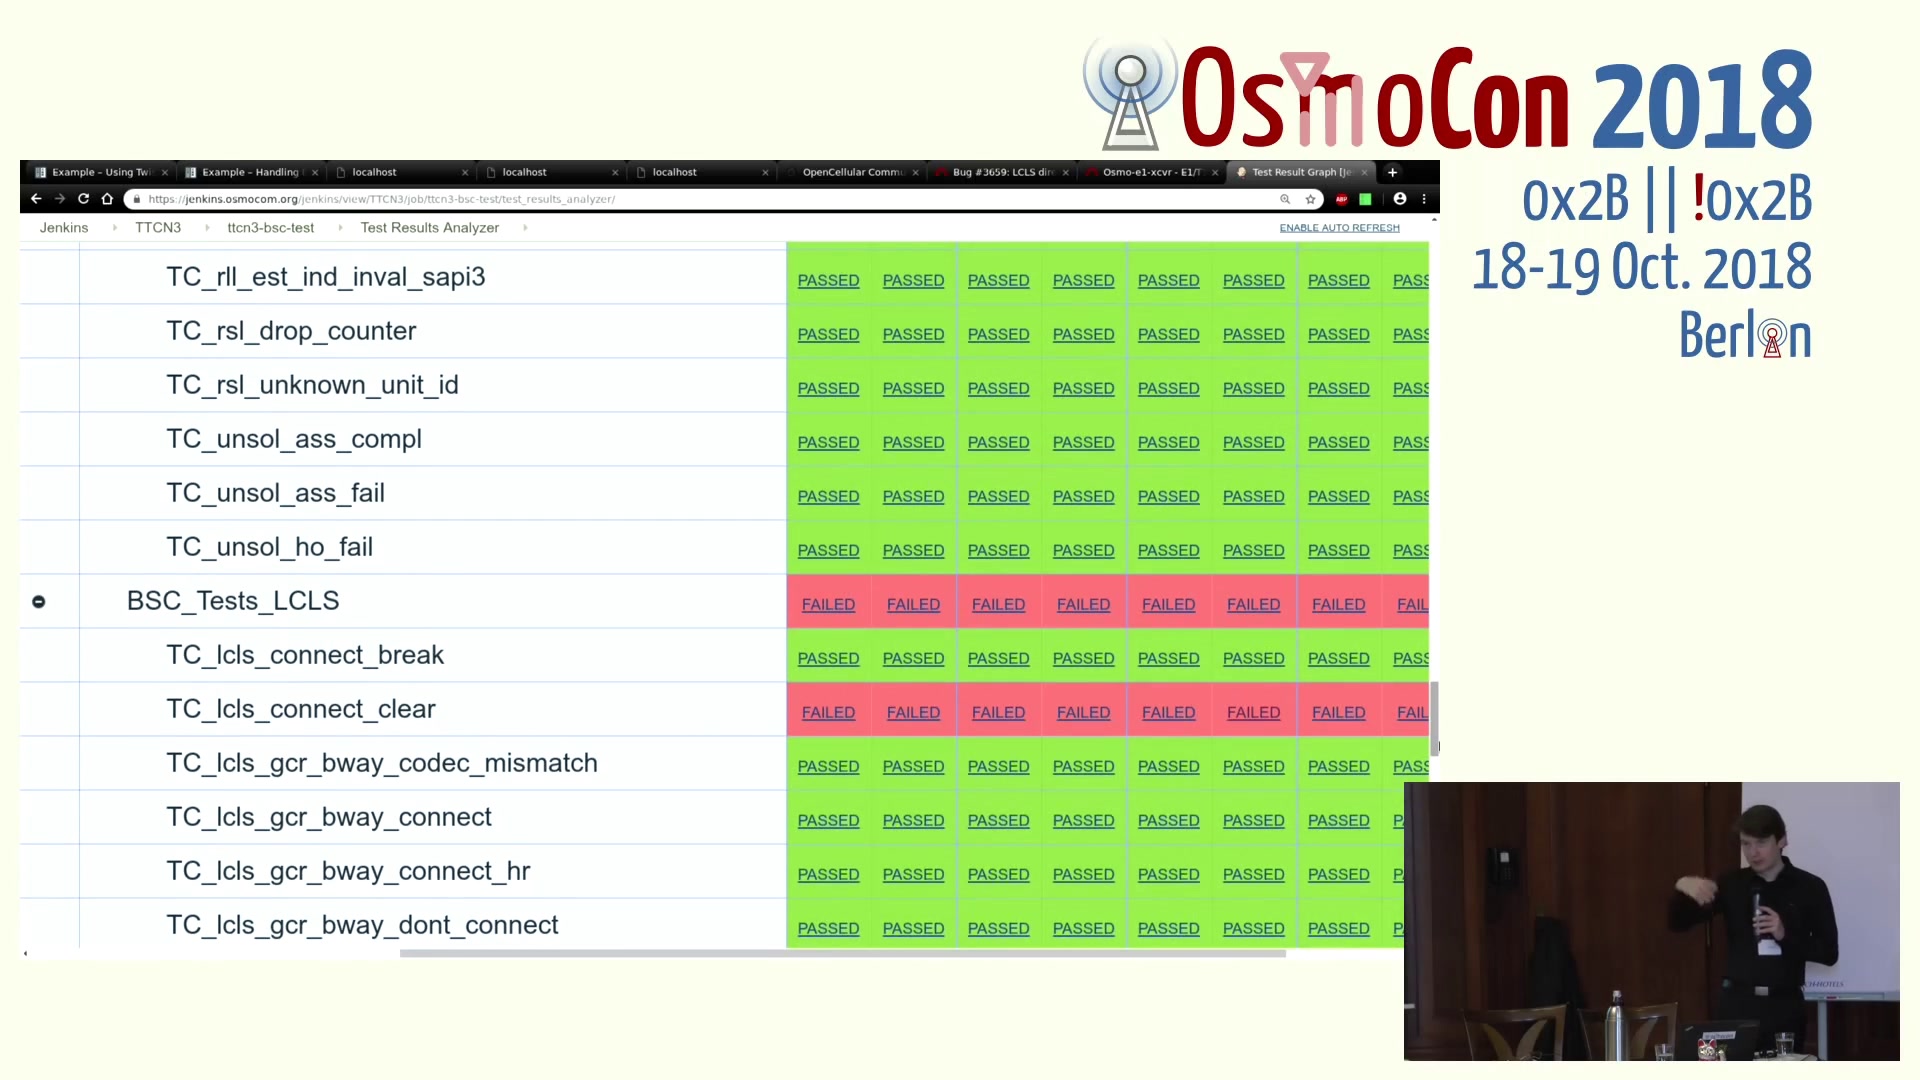 OsmoCon 2018
0x2B || !0x2B
18-19 Oct. 2018
Berlin
Example – Using Twi
Example – Handling
localhost
localhost
localhost
OpenCellular Commu
Bug #3659: LCLS dir
Osmo-e1-xcvr - E1/T
Test Result Graph [Je
https://jenkins.osmocom.org/jenkins/view/TTCN3/job/ttcn3-bsc-test/test_results_analyzer/
ABP
Jenkins TTCN3 ttcn3-bsc-test Test Results Analyzer ENABLE AUTO REFRESH
TC_rll_est_ind_inval_sapi3 PASSED PASSED PASSED PASSED PASSED PASSED PASSED PASS
TC_rsl_drop_counter PASSED PASSED PASSED PASSED PASSED PASSED PASSED PASS
TC_rsl_unknown_unit_id PASSED PASSED PASSED PASSED PASSED PASSED PASSED PASS
TC_unsol_ass_compl PASSED PASSED PASSED PASSED PASSED PASSED PASSED PASS
TC_unsol_ass_fail PASSED PASSED PASSED PASSED PASSED PASSED PASSED PASS
TC_unsol_ho_fail PASSED PASSED PASSED PASSED PASSED PASSED PASSED PASS
BSC_Tests_LCLS FAILED FAILED FAILED FAILED FAILED FAILED FAILED FAIL
TC_lcls_connect_break PASSED PASSED PASSED PASSED PASSED PASSED PASSED PASS
TC_lcls_connect_clear FAILED FAILED FAILED FAILED FAILED FAILED FAILED FAIL
TC_lcls_gcr_bway_codec_mismatch PASSED PASSED PASSED PASSED PASSED PASSED PASSED PASS
TC_lcls_gcr_bway_connect PASSED PASSED PASSED PASSED PASSED PASSED PASSED P
TC_lcls_gcr_bway_connect_hr PASSED PASSED PASSED PASSED PASSED PASSED PASSED P
TC_lcls_gcr_bway_dont_connect PASSED PASSED PASSED PASSED PASSED PASSED PASSED P